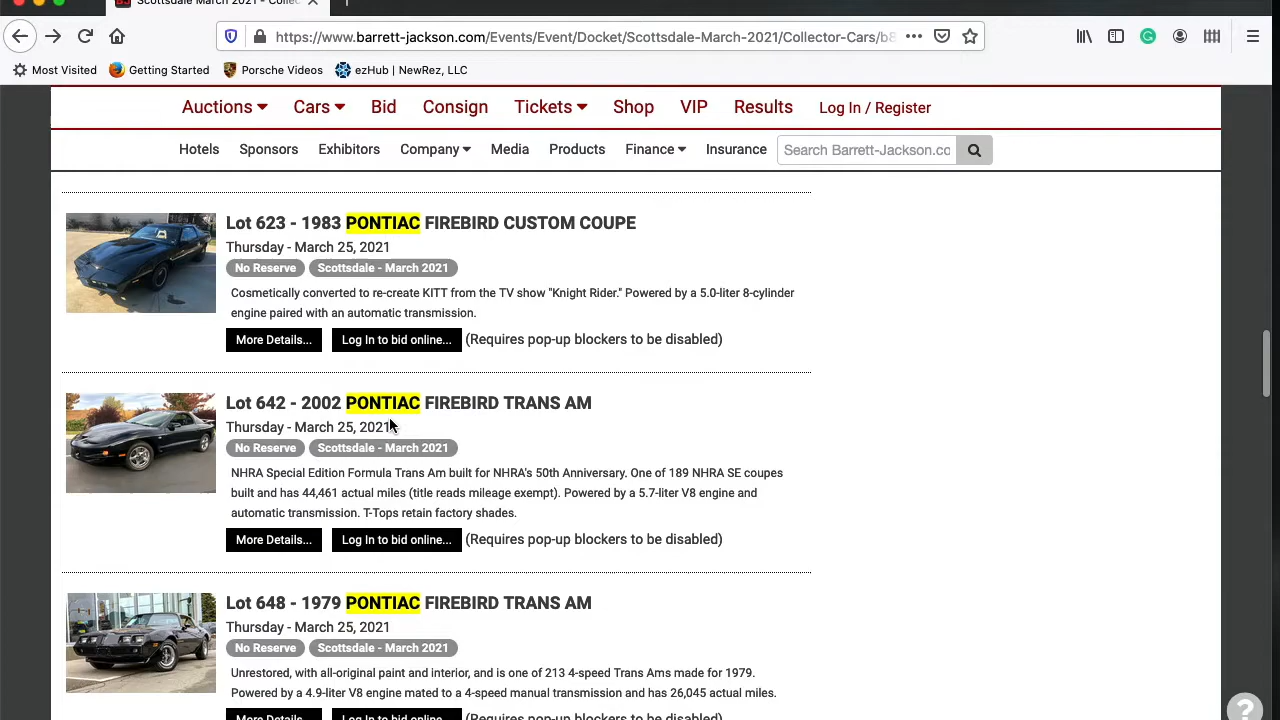 Scottsdale March 2021 - Collec
https://www.barrett-jackson.com/Events/Event/Docket/Scottsdale-March-2021/Collector-Cars/b8
Most Visited Getting Started Porsche Videos ezHub | NewRez, LLC
Auctions Cars Bid Consign Tickets Shop VIP Results Log In / Register
Hotels Sponsors Exhibitors Company Media Products Finance Insurance Search Barrett-Jackson.co
Lot 623 - 1983 PONTIAC FIREBIRD CUSTOM COUPE
Thursday - March 25, 2021
No Reserve Scottsdale - March 2021
Cosmetically converted to re-create KITT from the TV show "Knight Rider." Powered by a 5.0-liter 8-cylinder
engine paired with an automatic transmission.
More Details... Log In to bid online... (Requires pop-up blockers to be disabled)
Lot 642 - 2002 PONTIAC FIREBIRD TRANS AM
Thursday - March 25, 2021
No Reserve Scottsdale - March 2021
NHRA Special Edition Formula Trans Am built for NHRA's 50th Anniversary. One of 189 NHRA SE coupes
built and has 44,461 actual miles (title reads mileage exempt). Powered by a 5.7-liter V8 engine and
automatic transmission. T-Tops retain factory shades.
More Details... Log In to bid online... (Requires pop-up blockers to be disabled)
Lot 648 - 1979 PONTIAC FIREBIRD TRANS AM
Thursday - March 25, 2021
No Reserve Scottsdale - March 2021
Unrestored, with all-original paint and interior, and is one of 213 4-speed Trans Ams made for 1979.
Powered by a 4.9-liter V8 engine mated to a 4-speed manual transmission and has 26,045 actual miles.
More Details... Log In to bid online... (Requires pop-up blockers to be disabled)